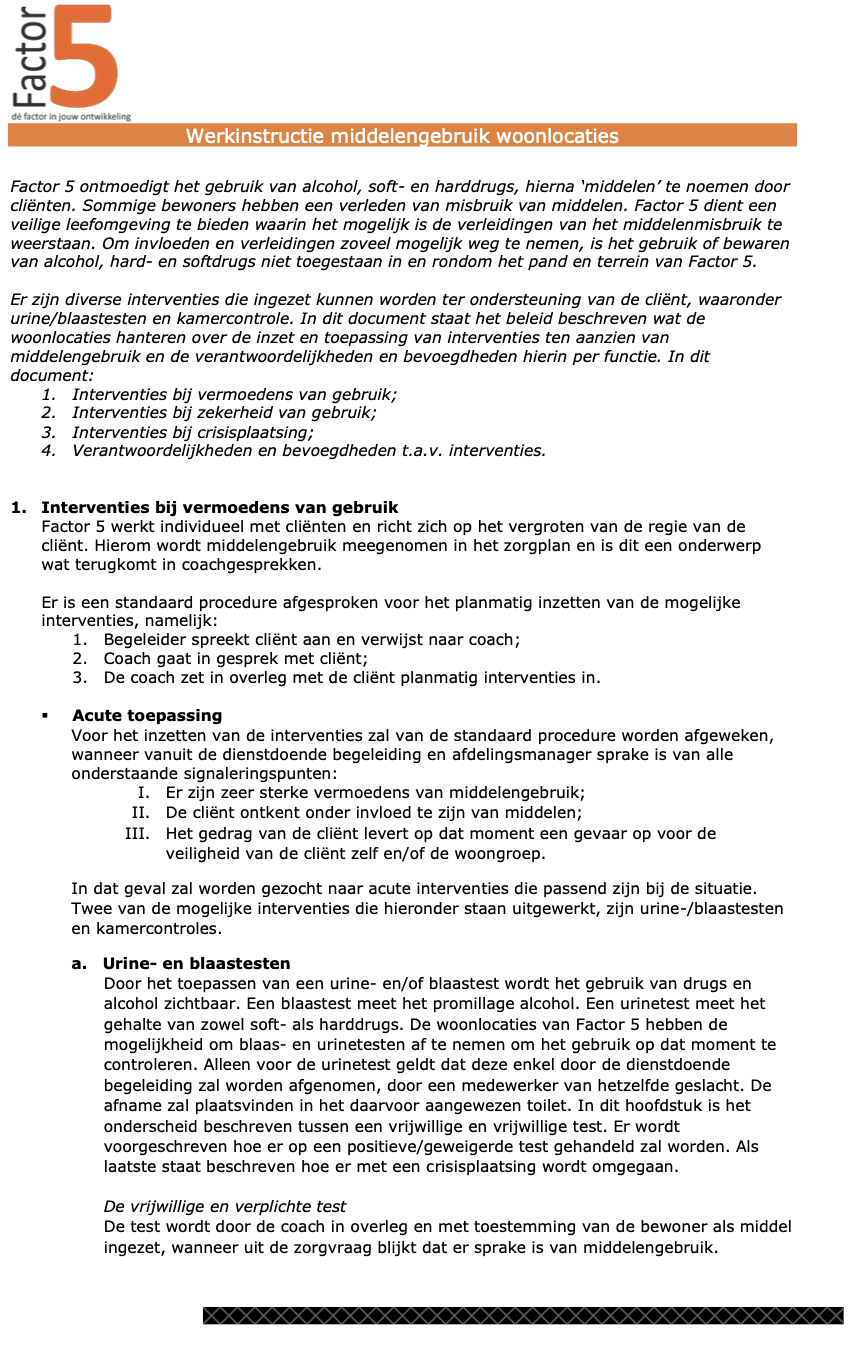 Factor 5
dé factor in jouw ontwikkeling
Werkinstructie middelengebruik woonlocaties
Factor 5 ontmoedigt het gebruik van alcohol, soft- en harddrugs, hierna ‘middelen’ te noemen door
cliënten. Sommige bewoners hebben een verleden van misbruik van middelen. Factor 5 dient een
veilige leefomgeving te bieden waarin het mogelijk is de verleidingen van het middelenmisbruik te
weerstaan. Om invloeden en verleidingen zoveel mogelijk weg te nemen, is het gebruik of bewaren
van alcohol, hard- en softdrugs niet toegestaan in en rondom het pand en terrein van Factor 5.
Er zijn diverse interventies die ingezet kunnen worden ter ondersteuning van de cliënt, waaronder
urine/blaastesten en kamercontrole. In dit document staat het beleid beschreven wat de
woonlocaties hanteren over de inzet en toepassing van interventies ten aanzien van
middelengebruik en de verantwoordelijkheden en bevoegdheden hierin per functie. In dit
document:
1. Interventies bij vermoedens van gebruik;
2. Interventies bij zekerheid van gebruik;
3. Interventies bij crisisplaatsing;
4. Verantwoordelijkheden en bevoegdheden t.a.v. interventies.
1. Interventies bij vermoedens van gebruik
Factor 5 werkt individueel met cliënten en richt zich op het vergroten van de regie van de
cliënt. Hierom wordt middelengebruik meegenomen in het zorgplan en is dit een onderwerp
wat terugkomt in coachgesprekken.
Er is een standaard procedure afgesproken voor het planmatig inzetten van de mogelijke
interventies, namelijk:
1. Begeleider spreekt cliënt aan en verwijst naar coach;
2. Coach gaat in gesprek met cliënt;
3. De coach zet in overleg met de cliënt planmatig interventies in.
▪ Acute toepassing
Voor het inzetten van de interventies zal van de standaard procedure worden afgeweken,
wanneer vanuit de dienstdoende begeleiding en afdelingsmanager sprake is van alle
onderstaande signaleringspunten:
I. Er zijn zeer sterke vermoedens van middelengebruik;
II. De cliënt ontkent onder invloed te zijn van middelen;
III. Het gedrag van de cliënt levert op dat moment een gevaar op voor de
veiligheid van de cliënt zelf en/of de woongroep.
In dat geval zal worden gezocht naar acute interventies die passend zijn bij de situatie.
Twee van de mogelijke interventies die hieronder staan uitgewerkt, zijn urine-/blaastesten
en kamercontroles.
a. Urine- en blaastesten
Door het toepassen van een urine- en/of blaastest wordt het gebruik van drugs en
alcohol zichtbaar. Een blaastest meet het promillage alcohol. Een urinetest meet het
gehalte van zowel soft- als harddrugs. De woonlocaties van Factor 5 hebben de
mogelijkheid om blaas- en urinetesten af te nemen om het gebruik op dat moment te
controleren. Alleen voor de urinetest geldt dat deze enkel door de dienstdoende
begeleiding zal worden afgenomen, door een medewerker van hetzelfde geslacht. De
afname zal plaatsvinden in het daarvoor aangewezen toilet. In dit hoofdstuk is het
onderscheid beschreven tussen een vrijwillige en vrijwillige test. Er wordt
voorgeschreven hoe er op een positieve/geweigerde test gehandeld zal worden. Als
laatste staat beschreven hoe er met een crisisplaatsing wordt omgegaan.
De vrijwillige en verplichte test
De test wordt door de coach in overleg en met toestemming van de bewoner als middel
ingezet, wanneer uit de zorgvraag blijkt dat er sprake is van middelengebruik.